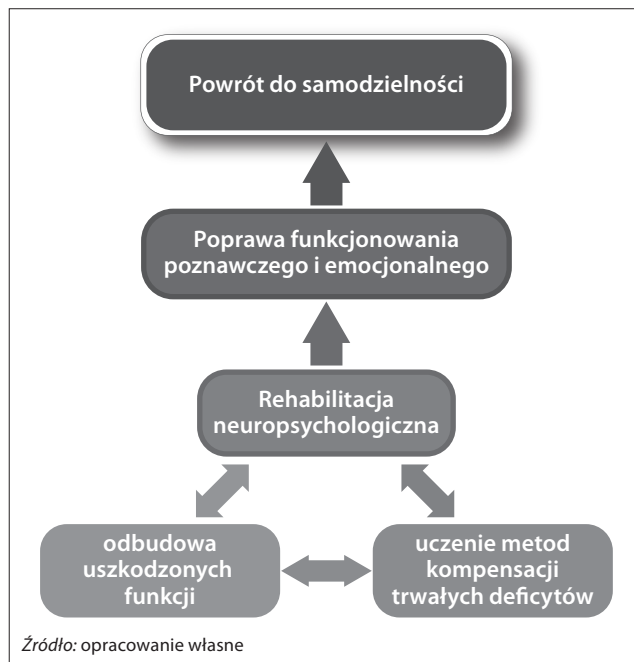 Powrót do samodzielności
Poprawa funkcjonowania
poznawczego i emocjonalnego
Rehabilitacja
neuropsychologiczna
odbudowa
uszkodzonych
funkcji
uczenie metod
kompensacji
trwałych deficytów
Źródło: opracowanie własne